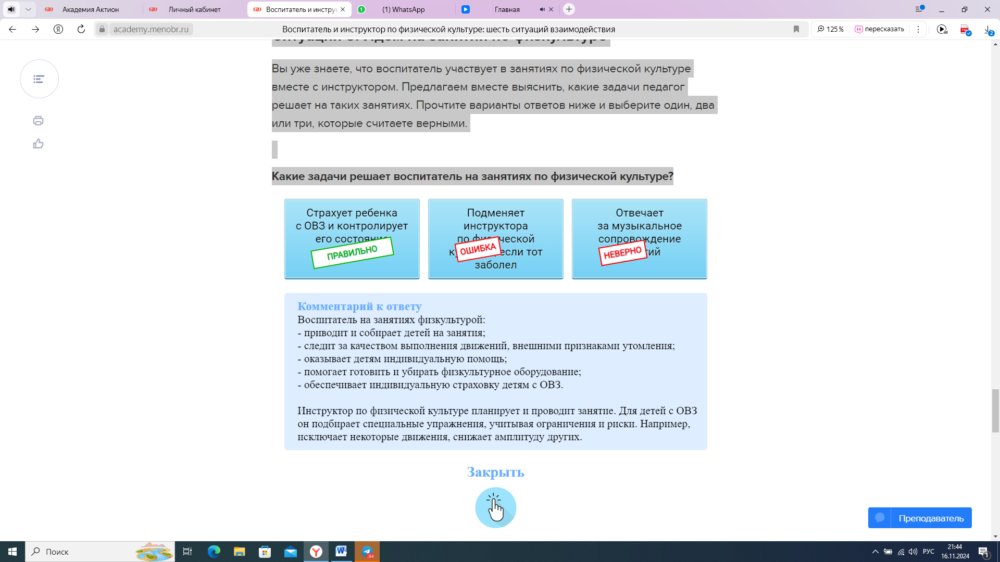 Академия Актион
Личный кабинет
Воспитатель и инстру
(1) WhatsApp
Главная
academy.menobr.ru
Воспитатель и инструктор по физической культуре: шесть ситуаций взаимодействия
125 %
пересказать
2
Вы уже знаете, что воспитатель участвует в занятиях по физической культуре
вместе с инструктором. Предлагаем вместе выяснить, какие задачи педагог
решает на таких занятиях. Прочтите варианты ответов ниже и выберите один, два
или три, которые считаете верными.
Какие задачи решает воспитатель на занятиях по физической культуре?
Страхует ребенка
с ОВЗ и контролирует
его состояние
ПРАВИЛЬНО
Подменяет
инструктора
по физической
если тот
заболел
ОШИБКА
Отвечает
за музыкальное
сопровождение
НЕВЕРНО
Комментарий к ответу
Воспитатель на занятиях физкультурой:
- приводит и собирает детей на занятия;
- следит за качеством выполнения движений, внешними признаками утомления;
- оказывает детям индивидуальную помощь;
- помогает готовить и убирать физкультурное оборудование;
- обеспечивает индивидуальную страховку детям с ОВЗ.
Инструктор по физической культуре планирует и проводит занятие. Для детей с ОВЗ
он подбирает специальные упражнения, учитывая ограничения и риски. Например,
исключает некоторые движения, снижает амплитуду других.
Закрыть
Преподаватель
Поиск
94
РУС
21:44
16.11.2024
1